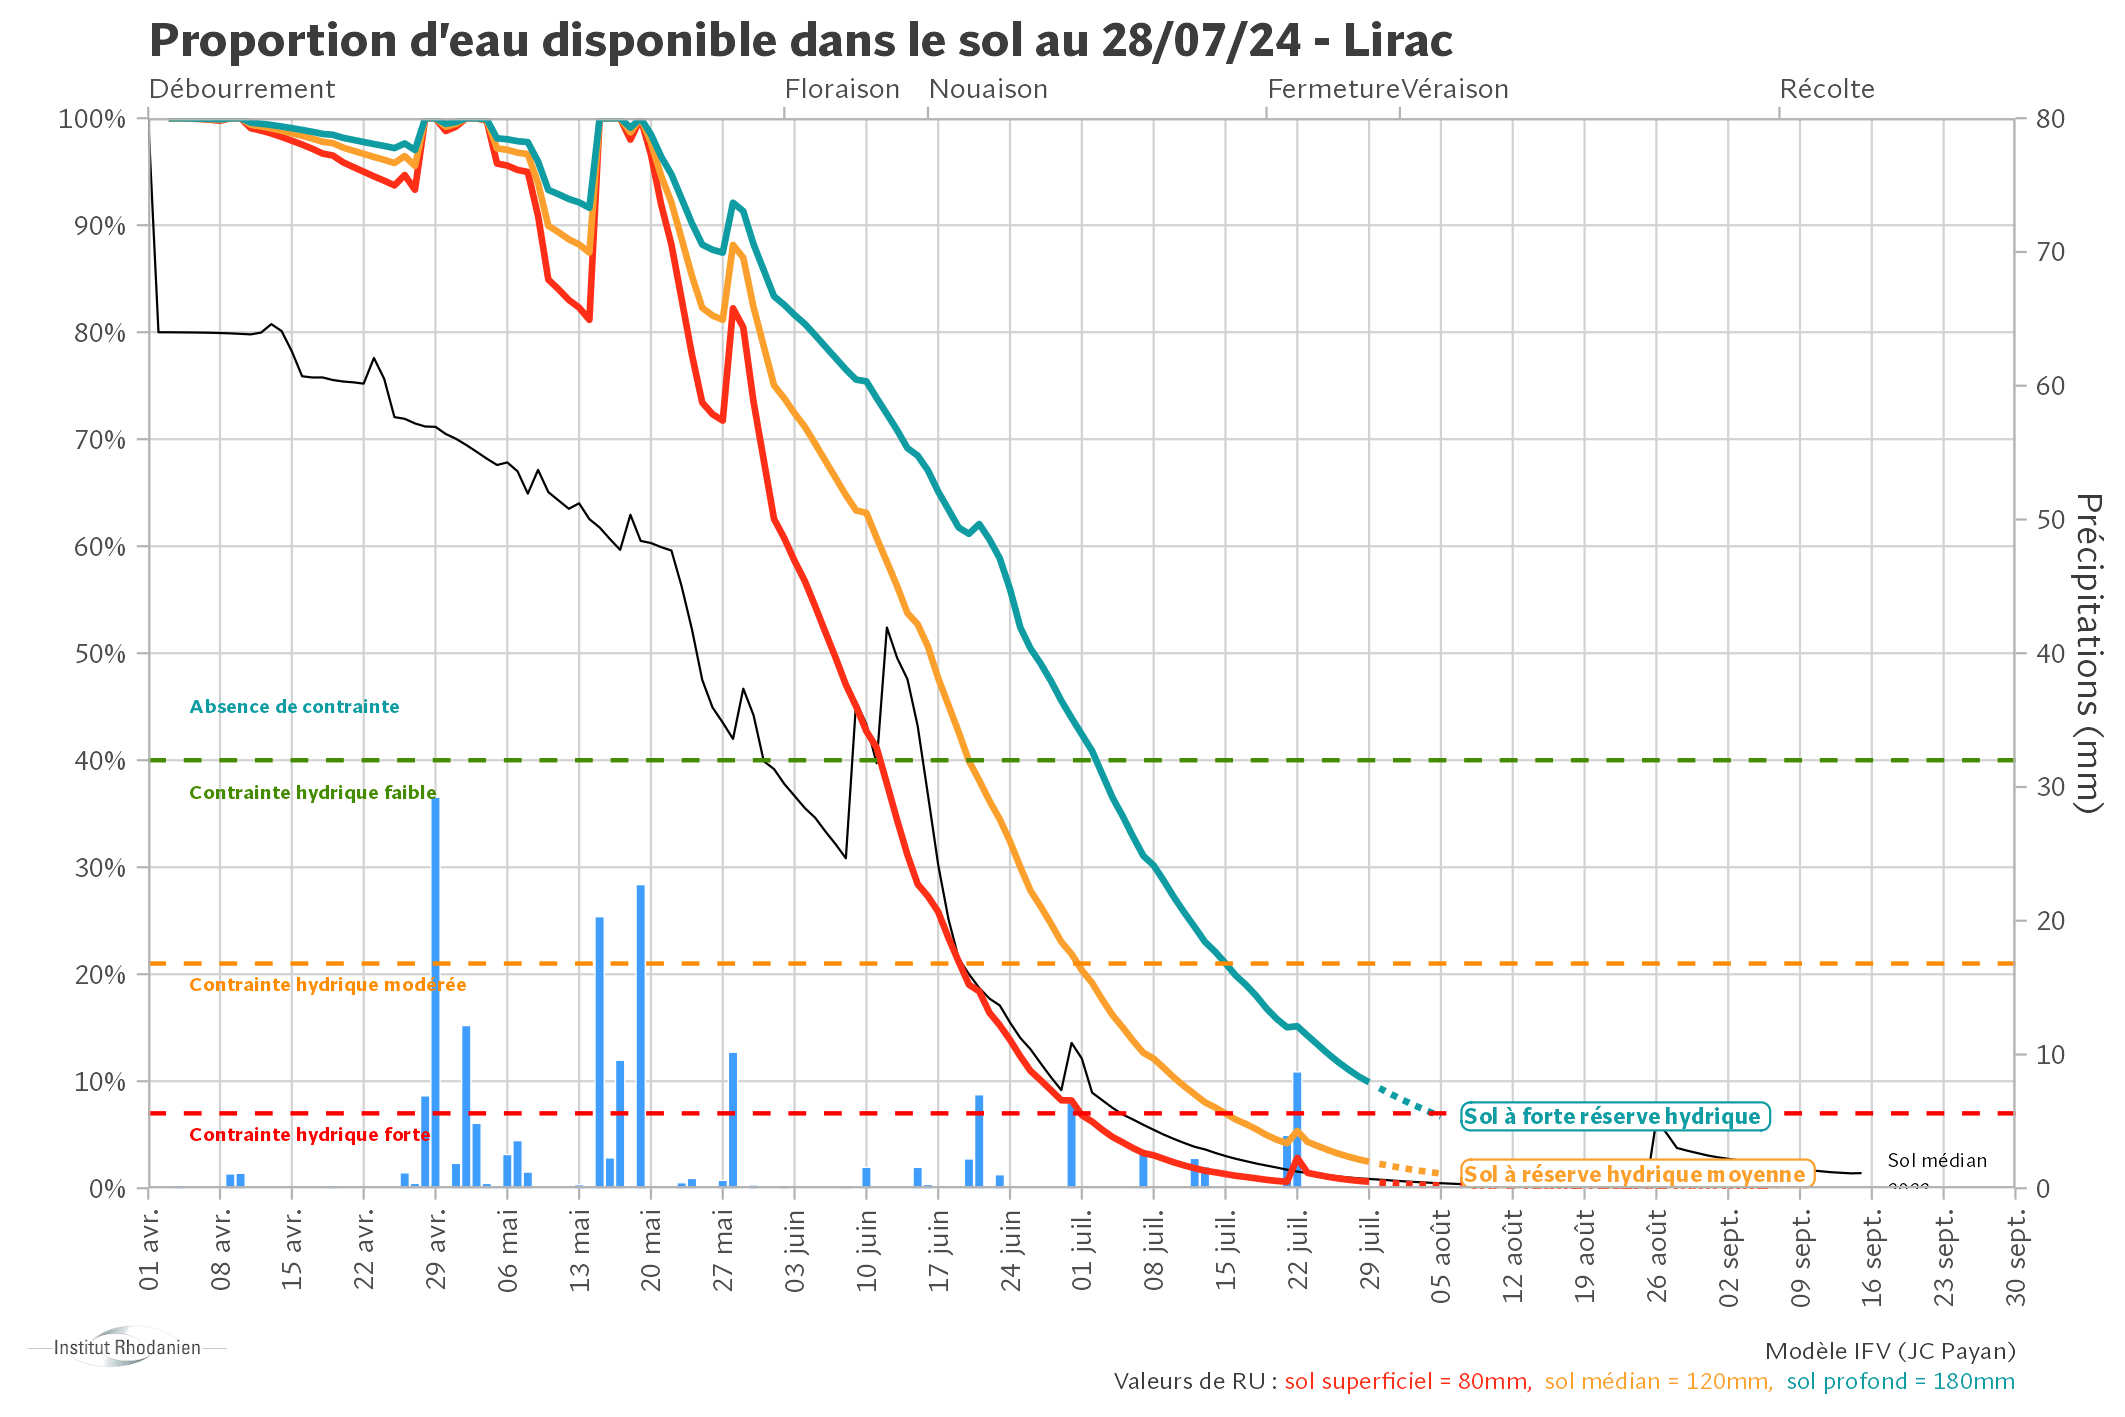 Proportion d'eau disponible dans le sol au 28/07/24 - Lirac
Débourrement
Floraison
Nouaison
Fermeture
Véraison
Récolte
100%
90%
80%
70%
60%
50%
40%
30%
20%
10%
0%
80
70
60
50
40
30
20
10
0
Précipitations (mm)
Absence de contrainte
Contrainte hydrique faible
Contrainte hydrique modérée
Contrainte hydrique forte
Sol à forte réserve hydrique
Sol à réserve hydrique moyenne
Sol médian
01 avr.
08 avr.
15 avr.
22 avr.
29 avr.
06 mai
13 mai
20 mai
27 mai
03 juin
10 juin
17 juin
24 juin
01 juil.
08 juil.
15 juil.
22 juil.
29 juil.
05 août
12 août
19 août
26 août
02 sept.
09 sept.
16 sept.
23 sept.
30 sept.
Institut Rhodanien
Modèle IFV (JC Payan)
Valeurs de RU : sol superficiel = 80mm, sol médian = 120mm, sol profond = 180mm